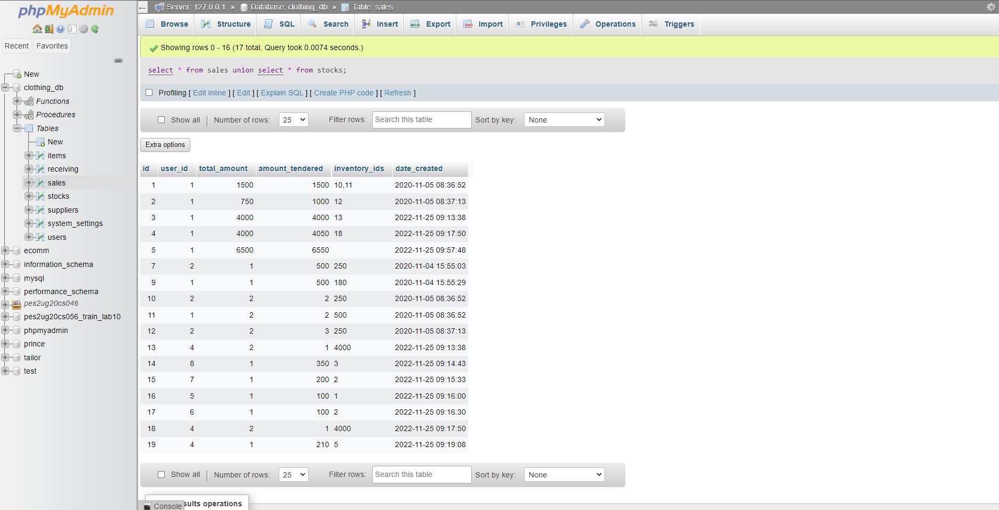 phpMyAdmin
Recent Favorites
New
clothing_db
Functions
Procedures
Tables
New
items
receiving
sales
stocks
suppliers
system_settings
users
ecomm
information_schema
mysql
performance_schema
pes2ug20cs046
pes2ug20cs056_train_lab10
phpmyadmin
prince
tailor
test
← Server: 127.0.0.1 » Database: clothing_db » Table: sales
Browse Structure SQL Search Insert Export Import Privileges Operations Triggers
Showing rows 0 - 16 (17 total, Query took 0.0074 seconds.)
select * from sales union select * from stocks;
Profiling [ Edit inline ] [ Edit ] [ Explain SQL ] [ Create PHP code ] [ Refresh ]
Show all | Number of rows: 25 Filter rows: Search this table Sort by key: None
Extra options
id user_id total_amount amount_tendered inventory_ids date_created
1 1 1500 1500 10,11 2020-11-05 08:36:52
2 1 750 1000 12 2020-11-05 08:37:13
3 1 4000 4000 13 2022-11-25 09:13:38
4 1 4000 4050 18 2022-11-25 09:17:50
5 1 6500 6550 2022-11-25 09:57:48
7 2 1 500 250 2020-11-04 15:55:03
9 1 1 500 180 2020-11-04 15:55:29
10 2 2 2 250 2020-11-05 08:36:52
11 1 2 2 500 2020-11-05 08:36:52
12 2 2 3 250 2020-11-05 08:37:13
13 4 2 1 4000 2022-11-25 09:13:38
14 8 1 350 3 2022-11-25 09:14:43
15 7 1 200 2 2022-11-25 09:15:33
16 5 1 100 1 2022-11-25 09:16:00
17 6 1 100 2 2022-11-25 09:16:30
18 4 2 1 4000 2022-11-25 09:17:50
19 4 1 210 5 2022-11-25 09:19:08
Show all | Number of rows: 25 Filter rows: Search this table Sort by key: None
Console sults operations